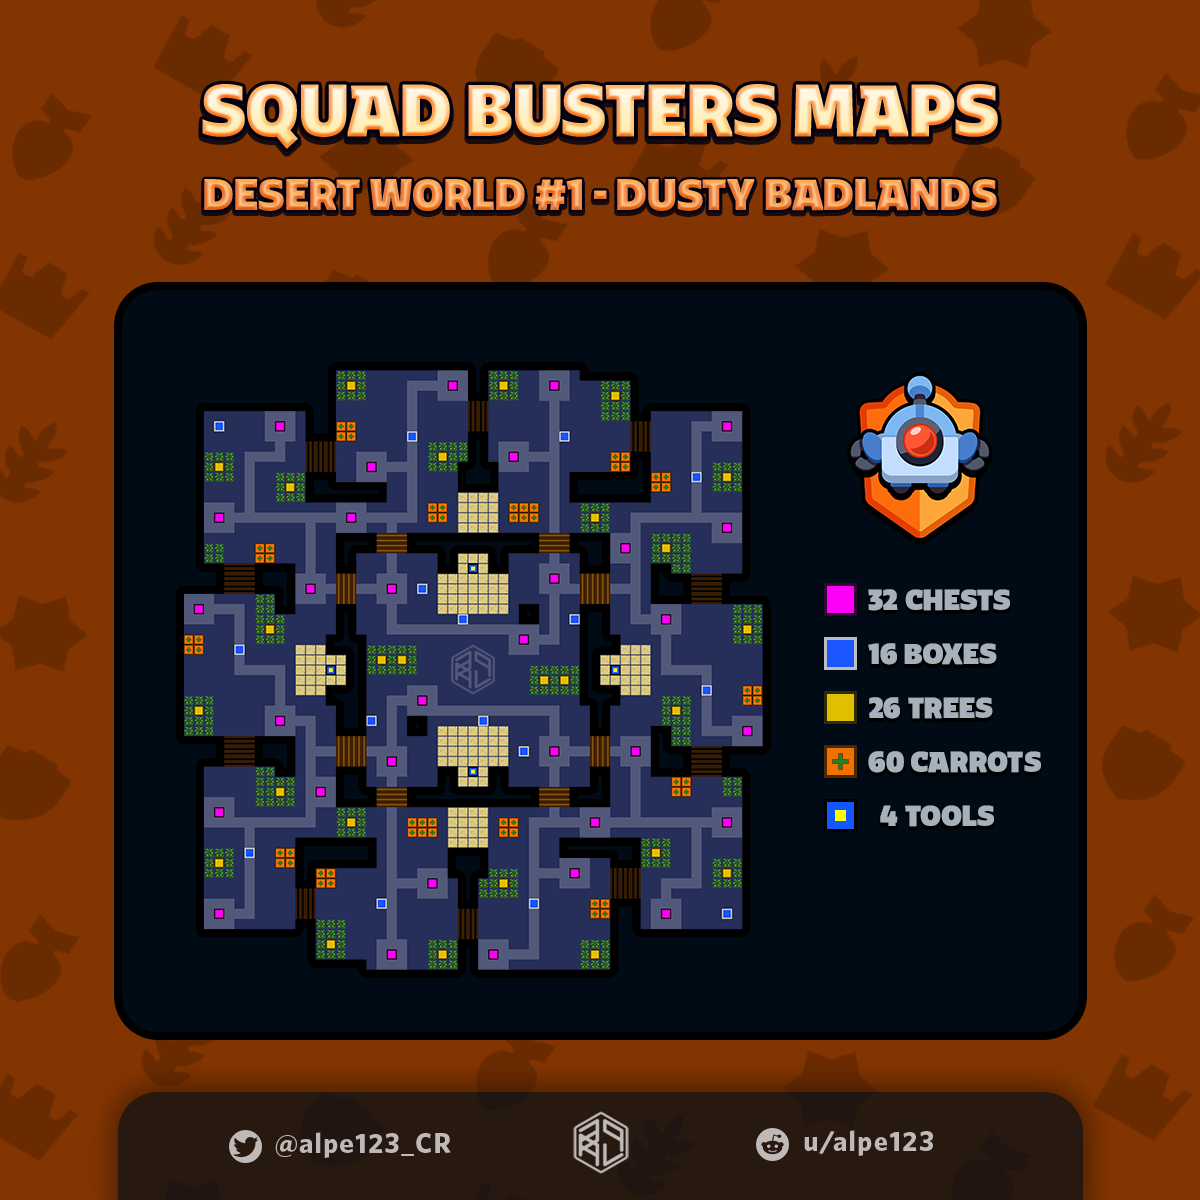 SQUAD BUSTERS MAPS
DESERT WORLD #1 - DUSTY BADLANDS
32 CHESTS
16 BOXES
26 TREES
60 CARROTS
4 TOOLS
@alpe123_CR
u/alpe123